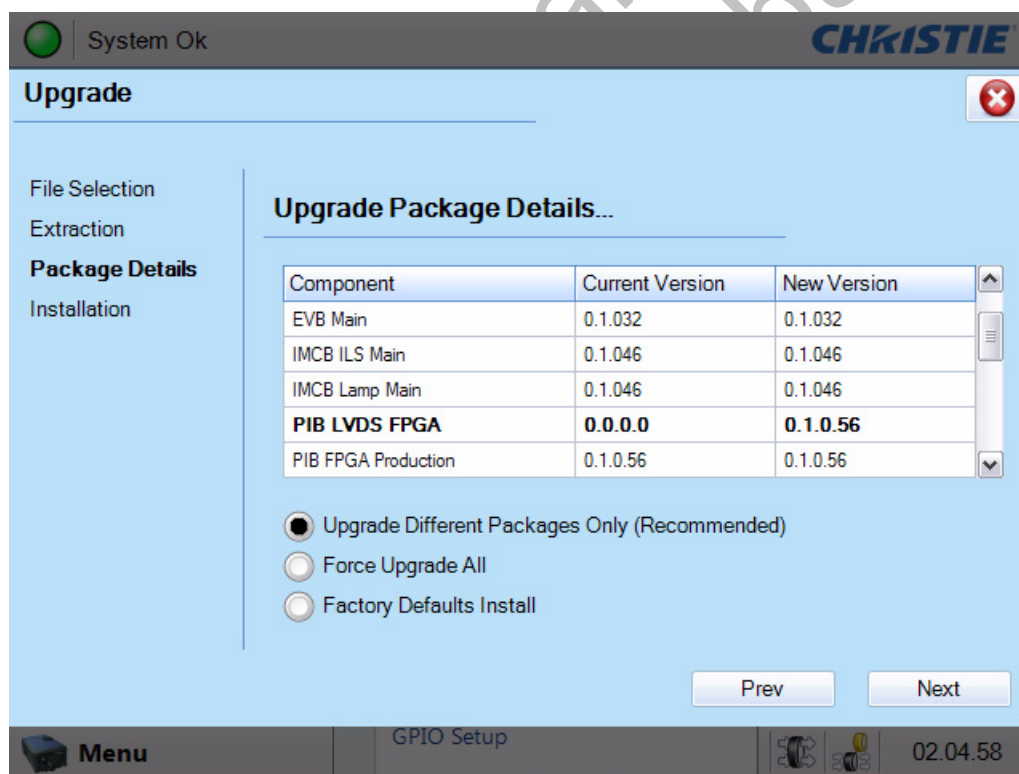 System Ok
CHRISTIE
Upgrade
File Selection
Extraction
Package Details
Installation
Upgrade Package Details...
Component Current Version New Version
EVB Main 0.1.032 0.1.032
IMCB ILS Main 0.1.046 0.1.046
IMCB Lamp Main 0.1.046 0.1.046
PIB LVDS FPGA 0.0.0.0 0.1.0.56
PIB FPGA Production 0.1.0.56 0.1.0.56
Upgrade Different Packages Only (Recommended)
Force Upgrade All
Factory Defaults Install
Prev Next
Menu GPIO Setup 02.04.58